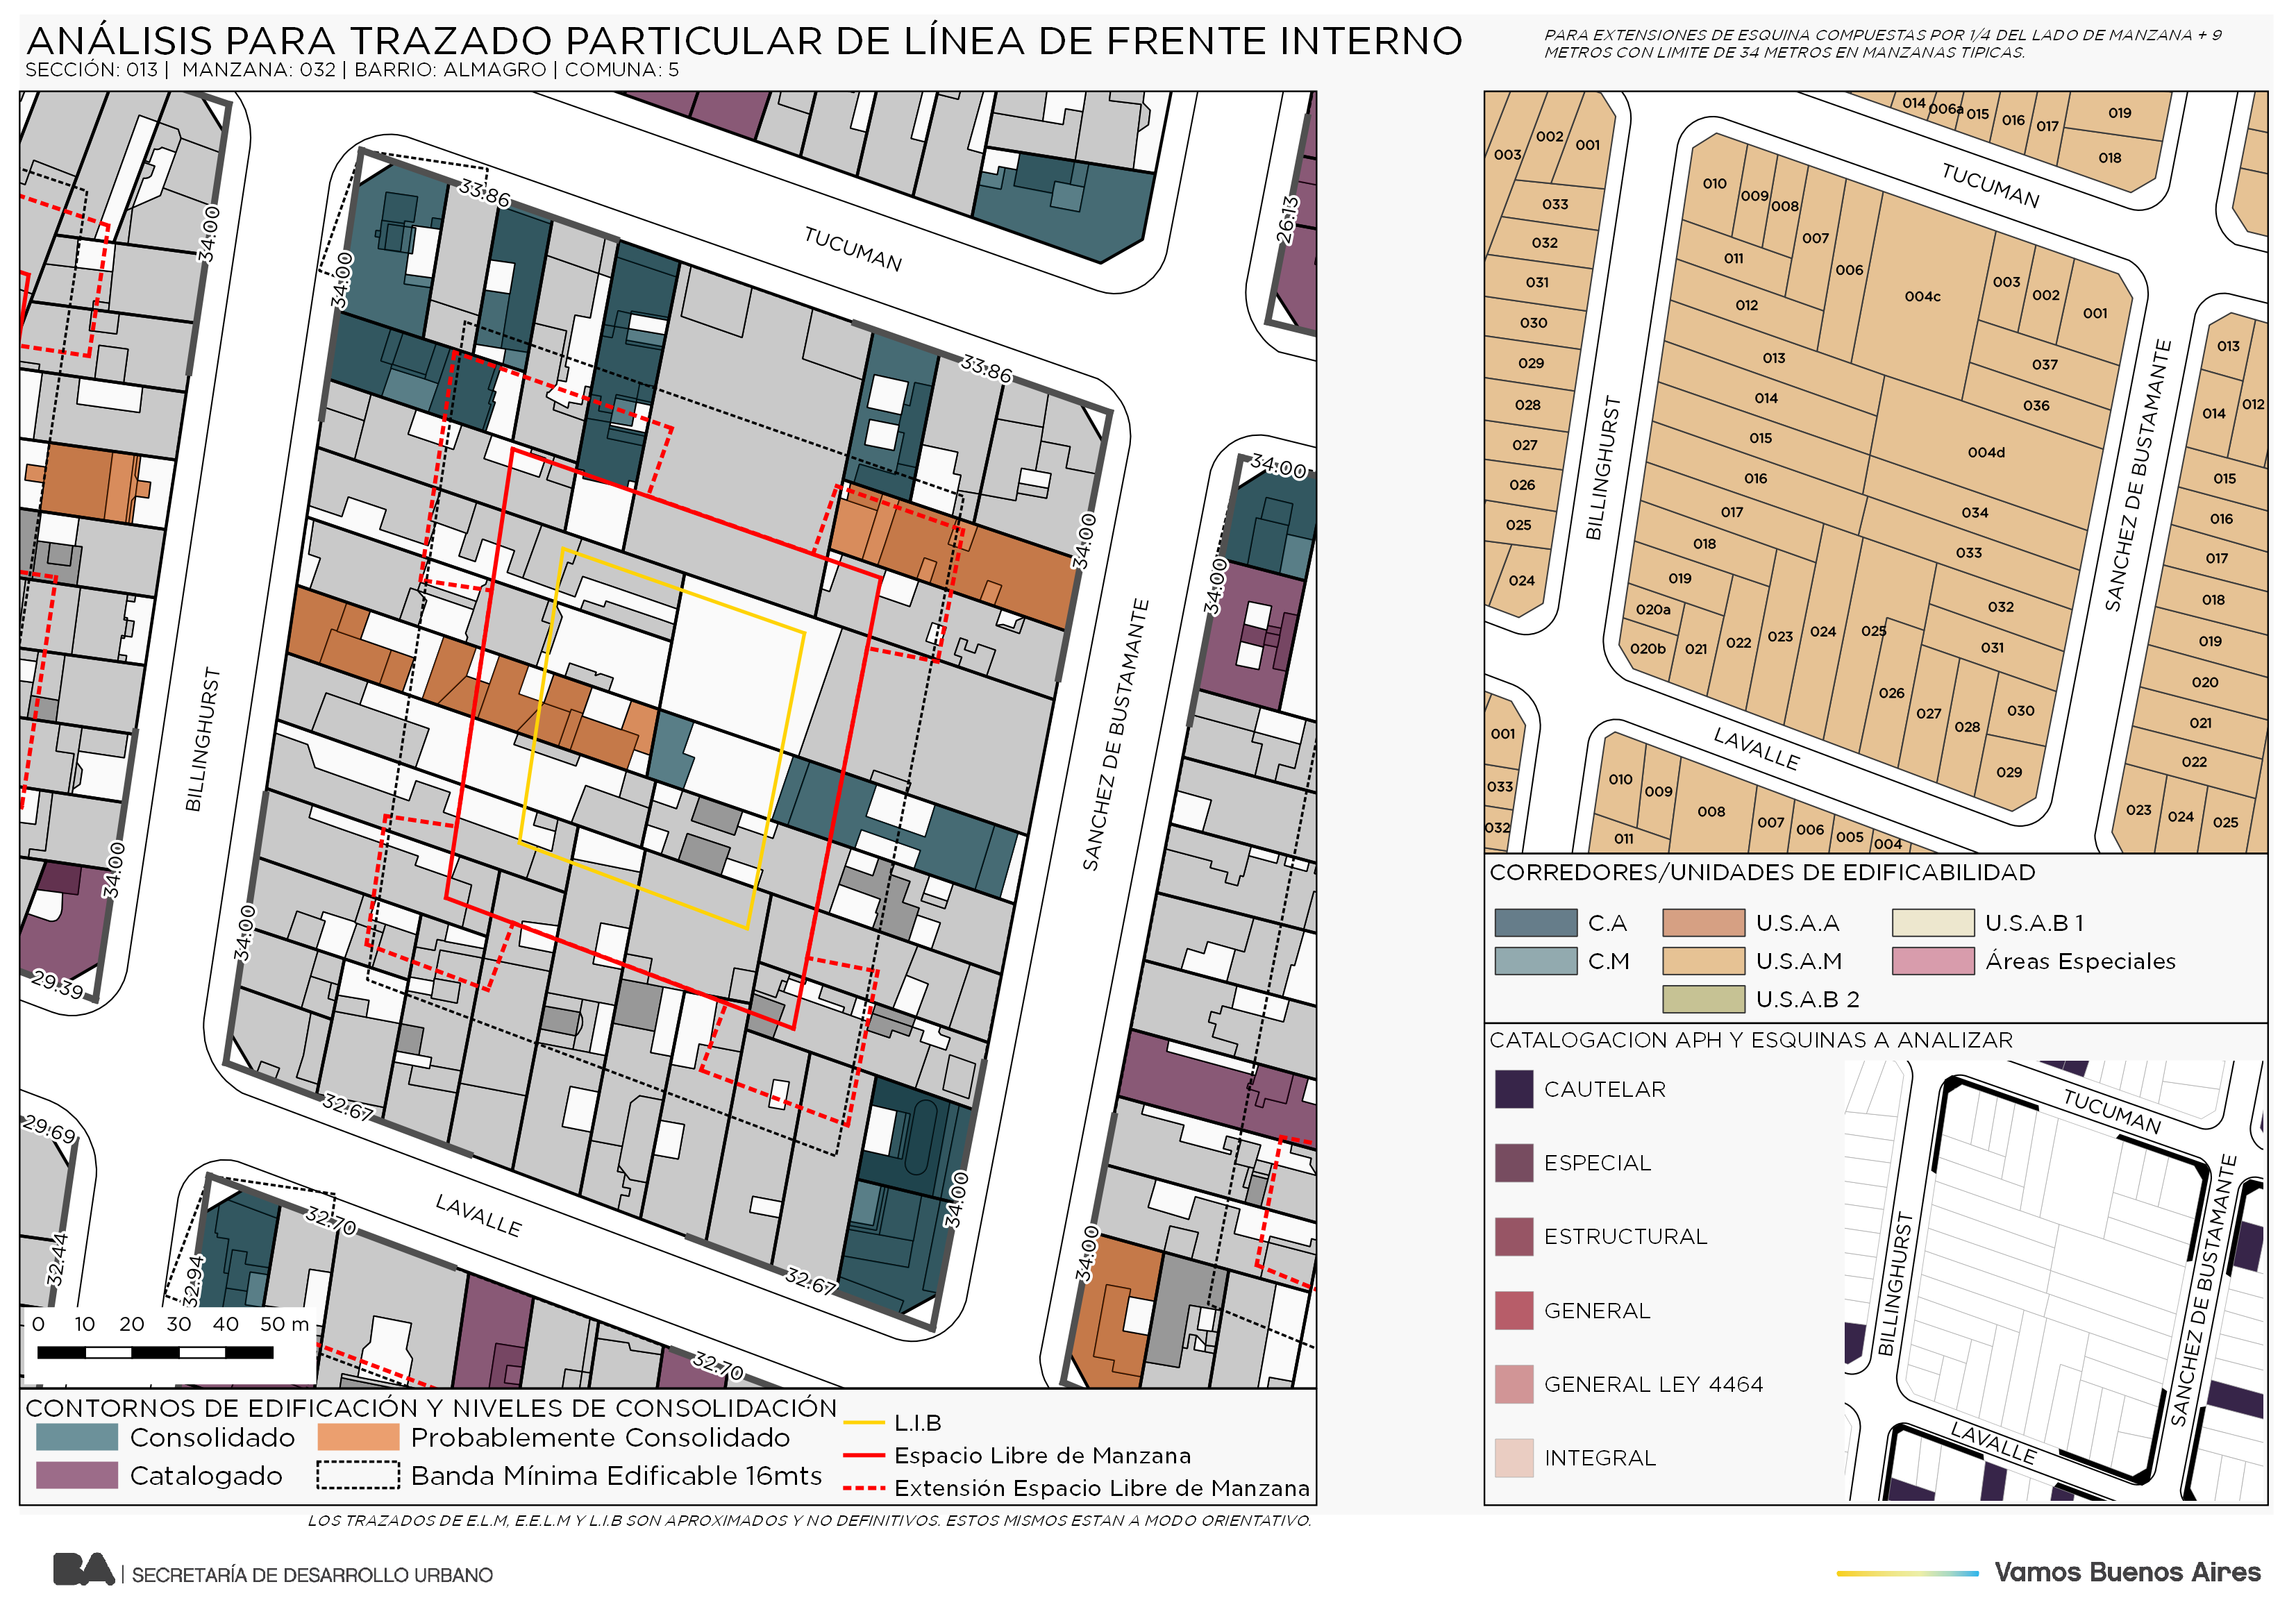 ANÁLISIS PARA TRAZADO PARTICULAR DE LÍNEA DE FRENTE INTERNO
SECCIÓN: 013 | MANZANA: 032 | BARRIO: ALMAGRO | COMUNA: 5
PARA EXTENSIONES DE ESQUINA COMPUESTAS POR 1/4 DEL LADO DE MANZANA + 9
METROS CON LIMITE DE 34 METROS EN MANZANAS TIPICAS.
34.00
33.86
34.00
TUCUMAN
26.13
33.86
34.00
34.00
34.00
BILLINGHURST
SANCHEZ DE BUSTAMANTE
34.00
34.00
29.39
32.67
29.69
34.00
LAVALLE
32.70
32.67
34.00
32.44
32.94
32.70
0 10 20 30 40 50 m
CONTORNOS DE EDIFICACIÓN Y NIVELES DE CONSOLIDACIÓN
Consolidado
Probablemente Consolidado
Catalogado
Banda Mínima Edificable 16mts
L.I.B
Espacio Libre de Manzana
Extensión Espacio Libre de Manzana
LOS TRAZADOS DE E.L.M, E.E.L.M Y L.I.B SON APROXIMADOS Y NO DEFINITIVOS. ESTOS MISMOS ESTAN A MODO ORIENTATIVO.
014 006a 015 016 017 019
018
003 002 001
033
032
031
030
029
028
027
026
025
024
TUCUMAN
010 009 008 007 006 004c 003 002 001
011
012
037
036
013
014
015
016
017
018
019
020a
020b
021 022 023 024 025 026 027 028
004d
034
033
032
031
030
029
BILLINGHURST
SANCHEZ DE BUSTAMANTE
LAVALLE
013
014 012
015
016
017
018
019
020
021
022
023 024 025
001
033
032
010 009 008 007 006 005 004
011
CORREDORES/UNIDADES DE EDIFICABILIDAD
C.A
U.S.A.A
U.S.A.B 1
C.M
U.S.A.M
Áreas Especiales
U.S.A.B 2
CATALOGACION APH Y ESQUINAS A ANALIZAR
CAUTELAR
ESPECIAL
ESTRUCTURAL
GENERAL
GENERAL LEY 4464
INTEGRAL
TUCUMAN
BILLINGHURST
SANCHEZ DE BUSTAMANTE
LAVALLE
BA | SECRETARÍA DE DESARROLLO URBANO
Vamos Buenos Aires